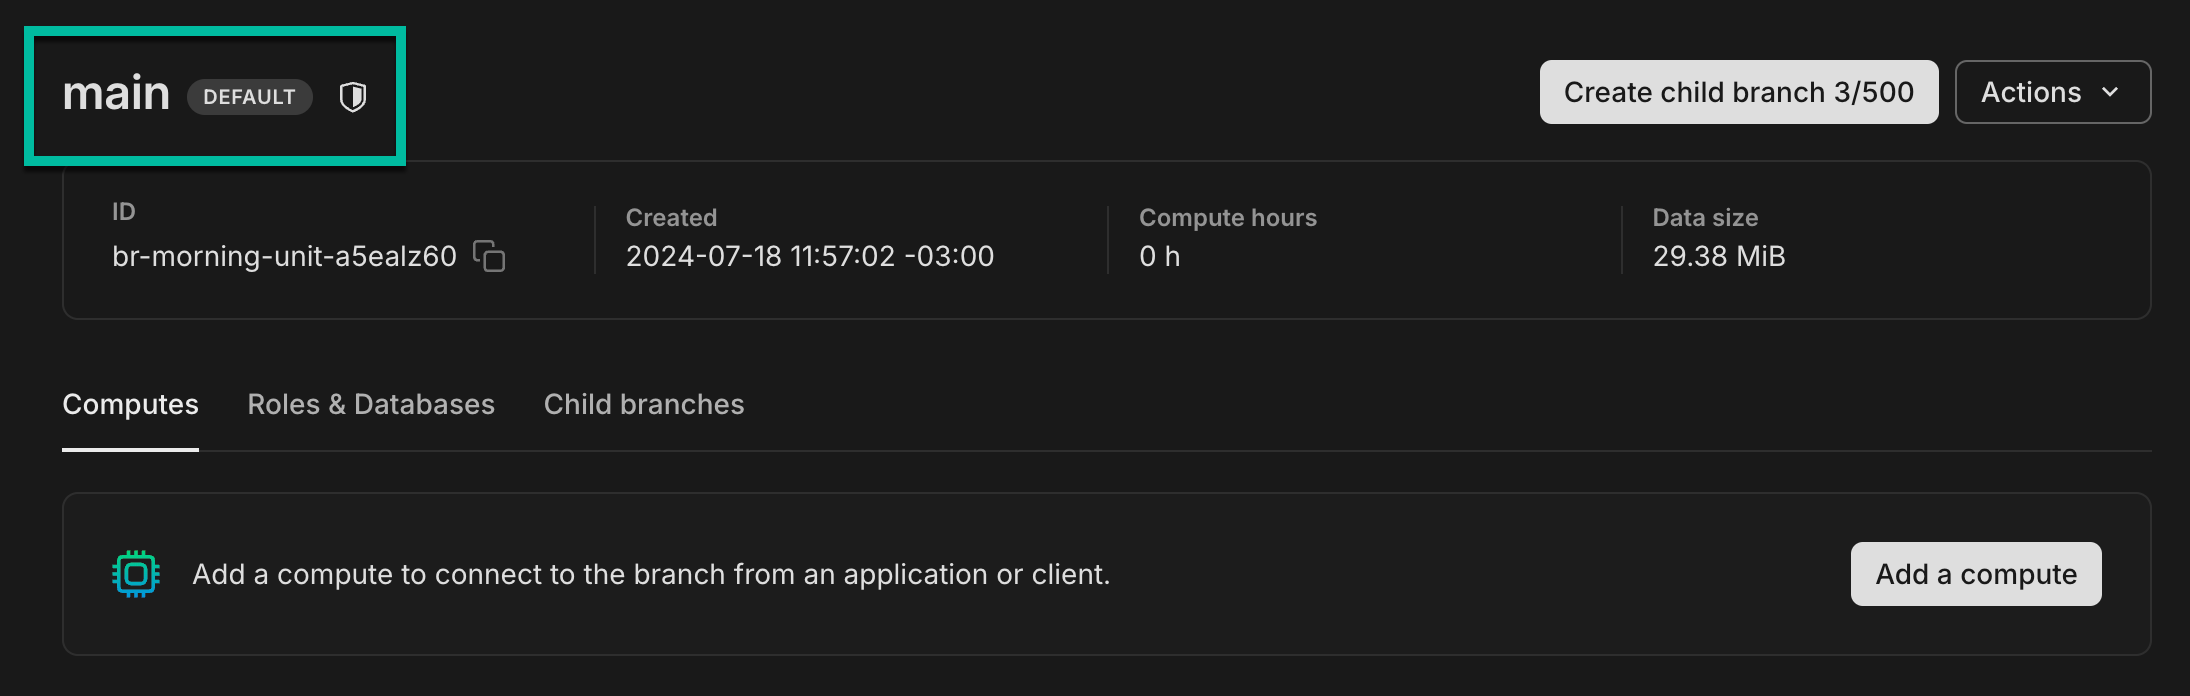 main DEFAULT
Create child branch 3/500
Actions
ID
br-morning-unit-a5ealz60
Created
2024-07-18 11:57:02 -03:00
Compute hours
0 h
Data size
29.38 MiB
Computes
Roles & Databases
Child branches
Add a compute to connect to the branch from an application or client.
Add a compute